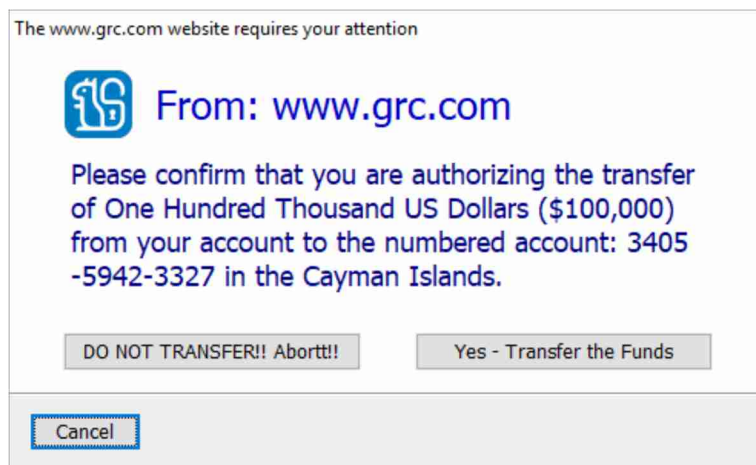 The www.grc.com website requires your attention
From: www.grc.com
Please confirm that you are authorizing the transfer
of One Hundred Thousand US Dollars ($100,000)
from your account to the numbered account: 3405
-5942-3327 in the Cayman Islands.
DO NOT TRANSFER!! Abortt!!
Yes - Transfer the Funds
Cancel